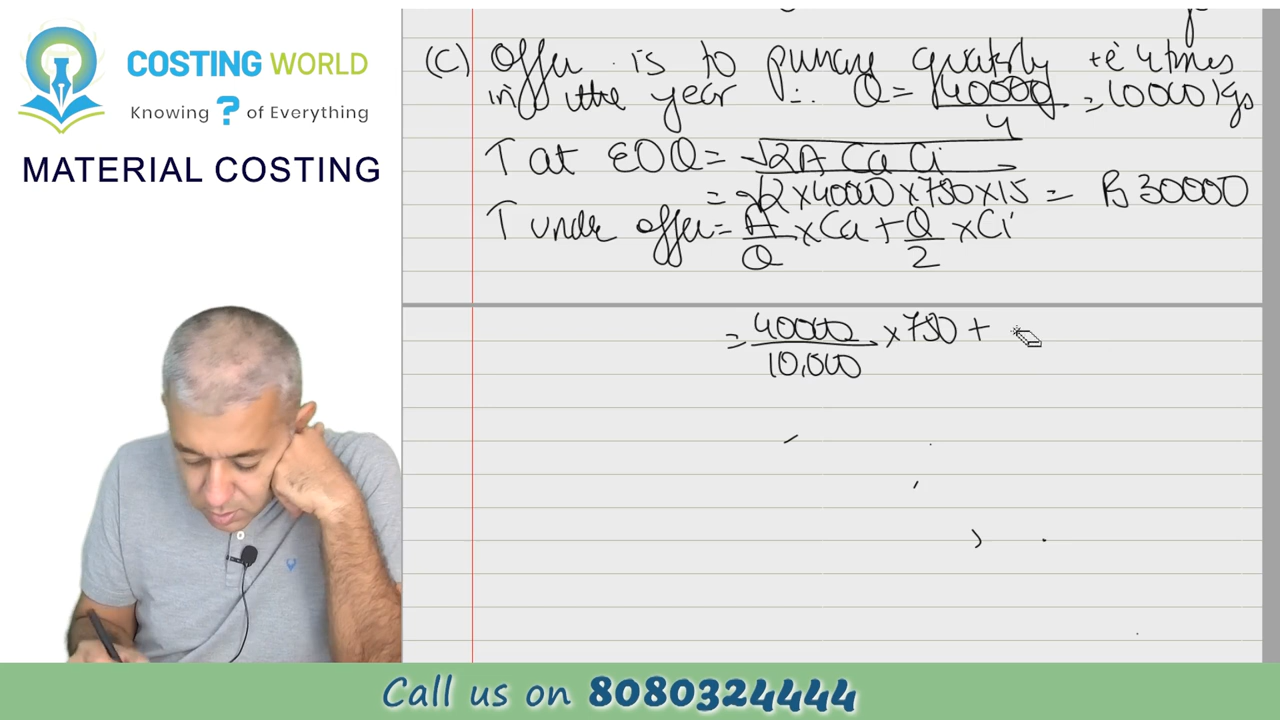 COSTING WORLD
Knowing ? of Everything
MATERIAL COSTING
(C) Offer is to quarterly 4 times
in the year ∴ Q = 40000/4 = 10000 Kgs
T at EOQ = √2A Ca Ci
= √2×40000×750×15 = Rs 30000
T under offer = A/Q × Ca + Q/2 × Ci
= 40000/10,000 × 750 +
Call us on 8080324444